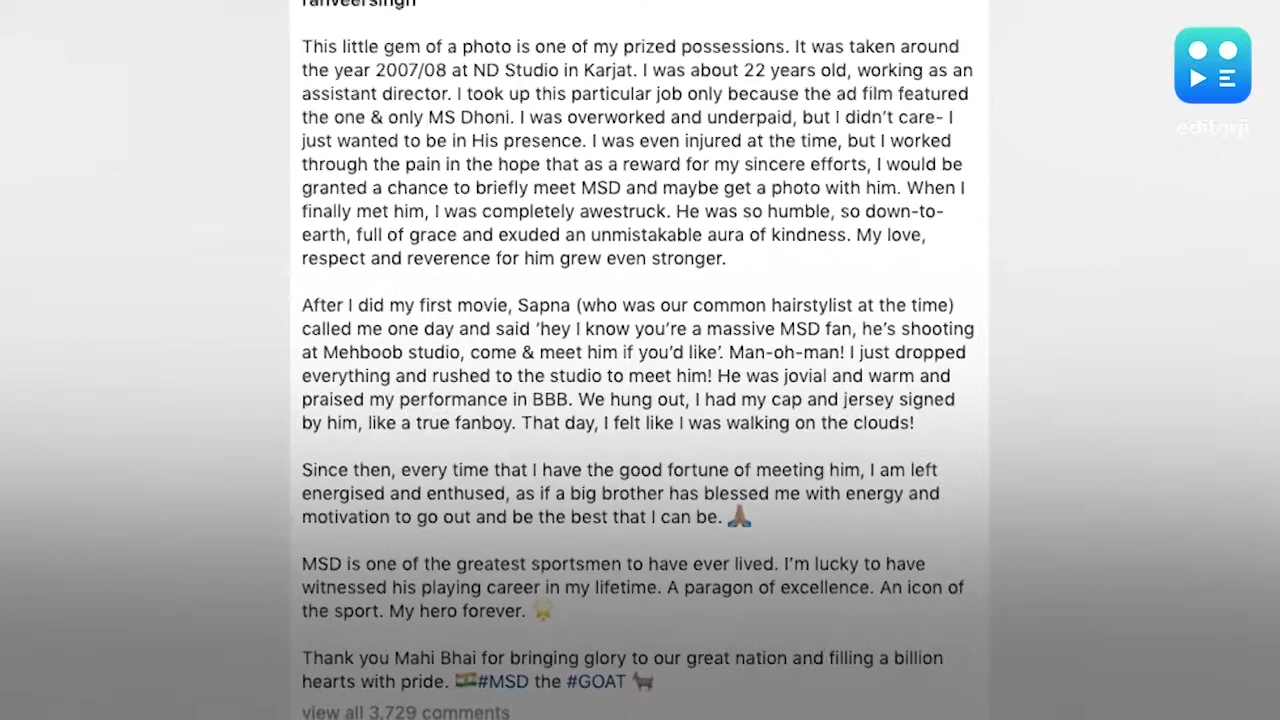 ranveersingh
This little gem of a photo is one of my prized possessions. It was taken around
the year 2007/08 at ND Studio in Karjat. I was about 22 years old, working as an
assistant director. I took up this particular job only because the ad film featured
the one & only MS Dhoni. I was overworked and underpaid, but I didn’t care- I
just wanted to be in His presence. I was even injured at the time, but I worked
through the pain in the hope that as a reward for my sincere efforts, I would be
granted a chance to briefly meet MSD and maybe get a photo with him. When I
finally met him, I was completely awestruck. He was so humble, so down-to-
earth, full of grace and exuded an unmistakable aura of kindness. My love,
respect and reverence for him grew even stronger.
After I did my first movie, Sapna (who was our common hairstylist at the time)
called me one day and said ‘hey I know you’re a massive MSD fan, he’s shooting
at Mehboob studio, come & meet him if you’d like’. Man-oh-man! I just dropped
everything and rushed to the studio to meet him! He was jovial and warm and
praised my performance in BBB. We hung out, I had my cap and jersey signed
by him, like a true fanboy. That day, I felt like I was walking on the clouds!
Since then, every time that I have the good fortune of meeting him, I am left
energised and enthused, as if a big brother has blessed me with energy and
motivation to go out and be the best that I can be. 🙏🏽
MSD is one of the greatest sportsmen to have ever lived. I’m lucky to have
witnessed his playing career in my lifetime. A paragon of excellence. An icon of
the sport. My hero forever. 🌟
Thank you Mahi Bhai for bringing glory to our great nation and filling a billion
hearts with pride. 🇮🇳#MSD the #GOAT 🐐
view all 3,729 comments
editorji